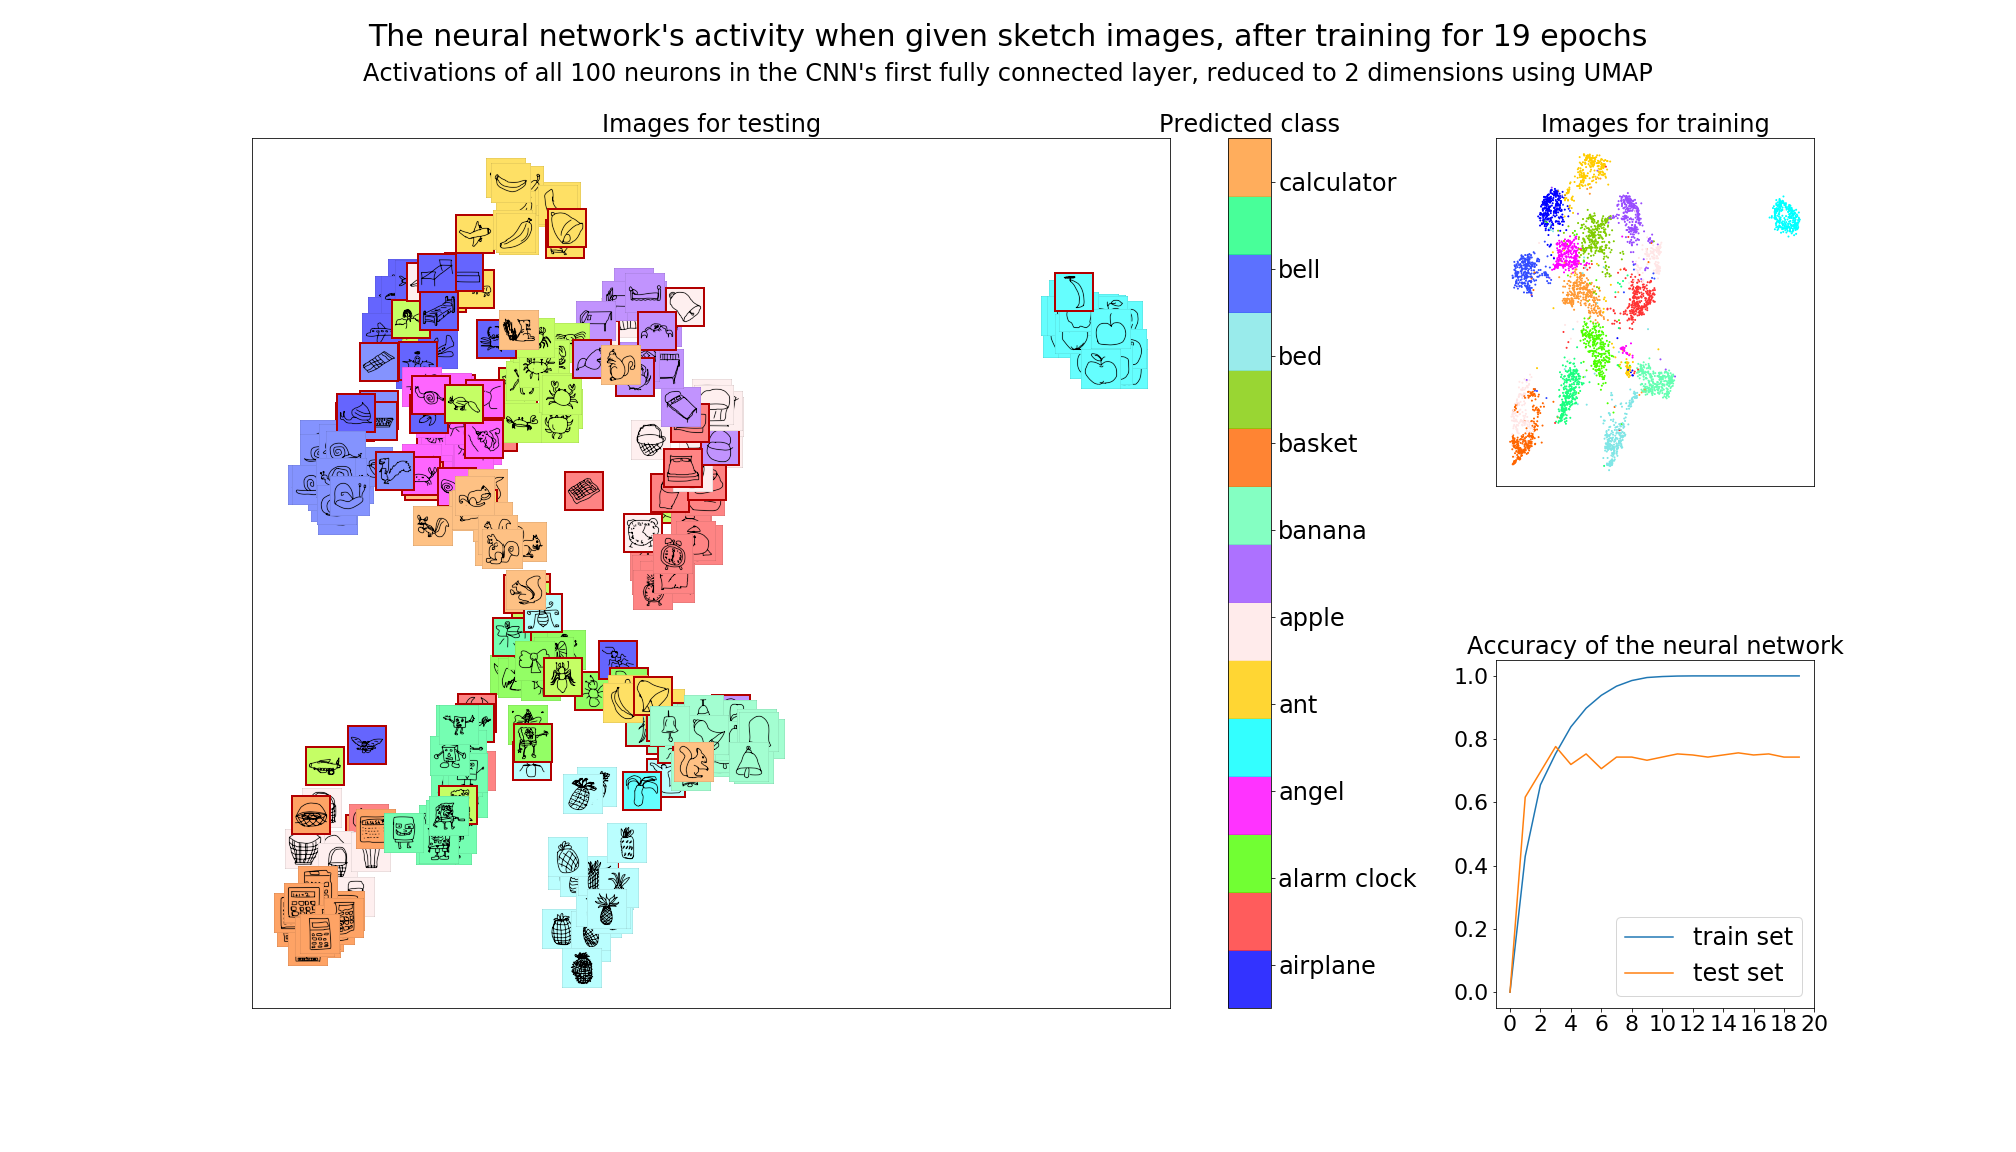 The neural network's activity when given sketch images, after training for 19 epochs
Activations of all 100 neurons in the CNN's first fully connected layer, reduced to 2 dimensions using UMAP
Images for testing
Predicted class
calculator
bell
bed
basket
banana
apple
ant
angel
alarm clock
airplane
Images for training
Accuracy of the neural network
1.0
0.8
0.6
0.4
0.2
0.0
train set
test set
0 2 4 6 8 10 12 14 16 18 20